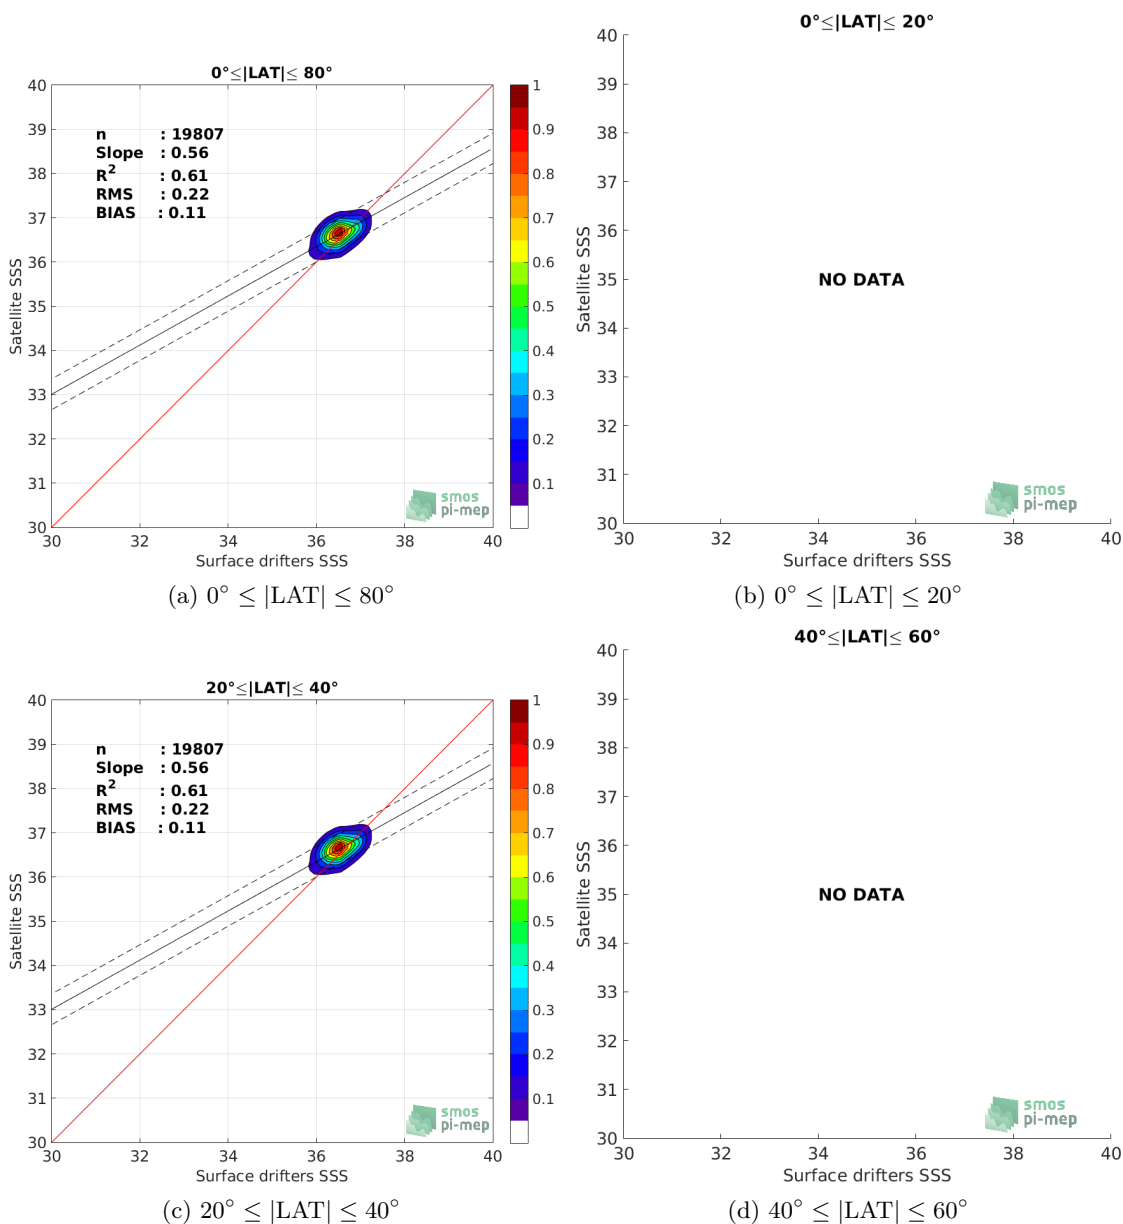 0°≤|LAT|≤ 80°
40
39
38
37
36
35
34
33
32
31
30
Satellite SSS
n : 19807
Slope : 0.56
R² : 0.61
RMS : 0.22
BIAS : 0.11
1
0.9
0.8
0.7
0.6
0.5
0.4
0.3
0.2
0.1
smos
pi-mep
30 32 34 36 38 40
Surface drifters SSS
(a) 0° ≤ |LAT| ≤ 80°
0°≤|LAT|≤ 20°
40
39
38
37
36
35
34
33
32
31
30
Satellite SSS
NO DATA
smos
pi-mep
30 32 34 36 38 40
Surface drifters SSS
(b) 0° ≤ |LAT| ≤ 20°
20°≤|LAT|≤ 40°
40
39
38
37
36
35
34
33
32
31
30
Satellite SSS
n : 19807
Slope : 0.56
R² : 0.61
RMS : 0.22
BIAS : 0.11
1
0.9
0.8
0.7
0.6
0.5
0.4
0.3
0.2
0.1
smos
pi-mep
30 32 34 36 38 40
Surface drifters SSS
(c) 20° ≤ |LAT| ≤ 40°
40°≤|LAT|≤ 60°
40
39
38
37
36
35
34
33
32
31
30
Satellite SSS
NO DATA
smos
pi-mep
30 32 34 36 38 40
Surface drifters SSS
(d) 40° ≤ |LAT| ≤ 60°